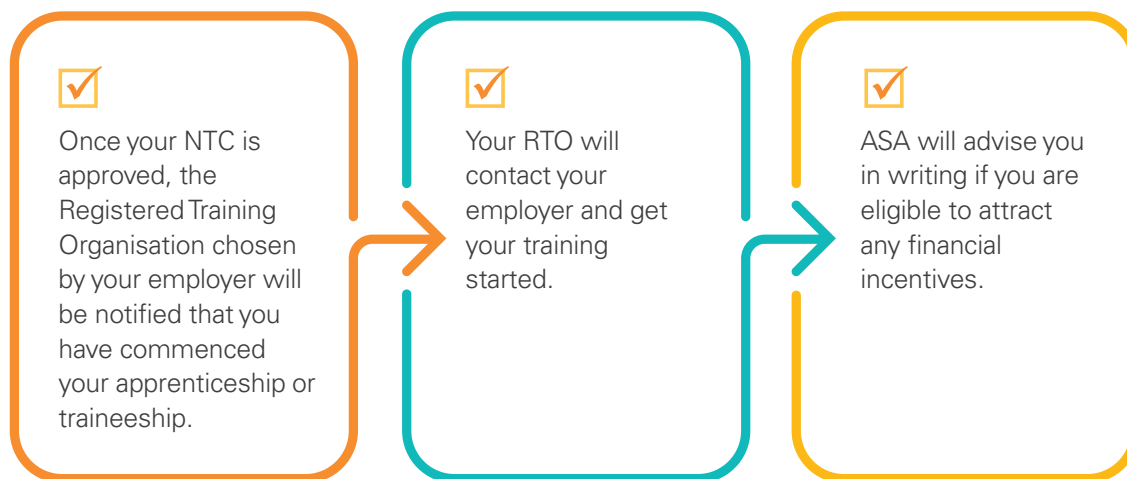 Once your NTC is
approved, the
Registered Training
Organisation chosen
by your employer will
be notified that you
have commenced
your apprenticeship or
traineeship.
Your RTO will
contact your
employer and get
your training
started.
ASA will advise you
in writing if you are
eligible to attract
any financial
incentives.